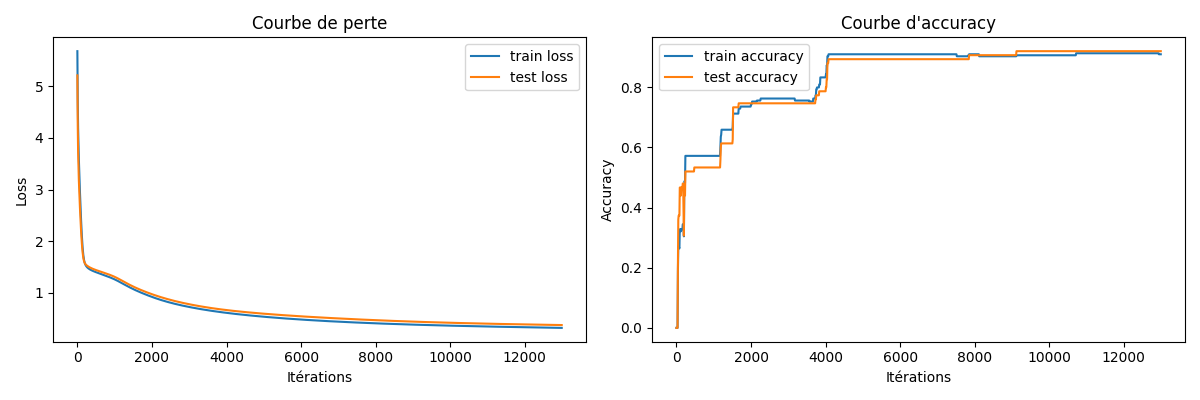 Courbe de perte
train loss
test loss
5
4
3
2
1
Loss
0
2000
4000
6000
8000
10000
12000
Itérations
Courbe d'accuracy
train accuracy
test accuracy
0.8
0.6
0.4
0.2
0.0
Accuracy
0
2000
4000
6000
8000
10000
12000
Itérations